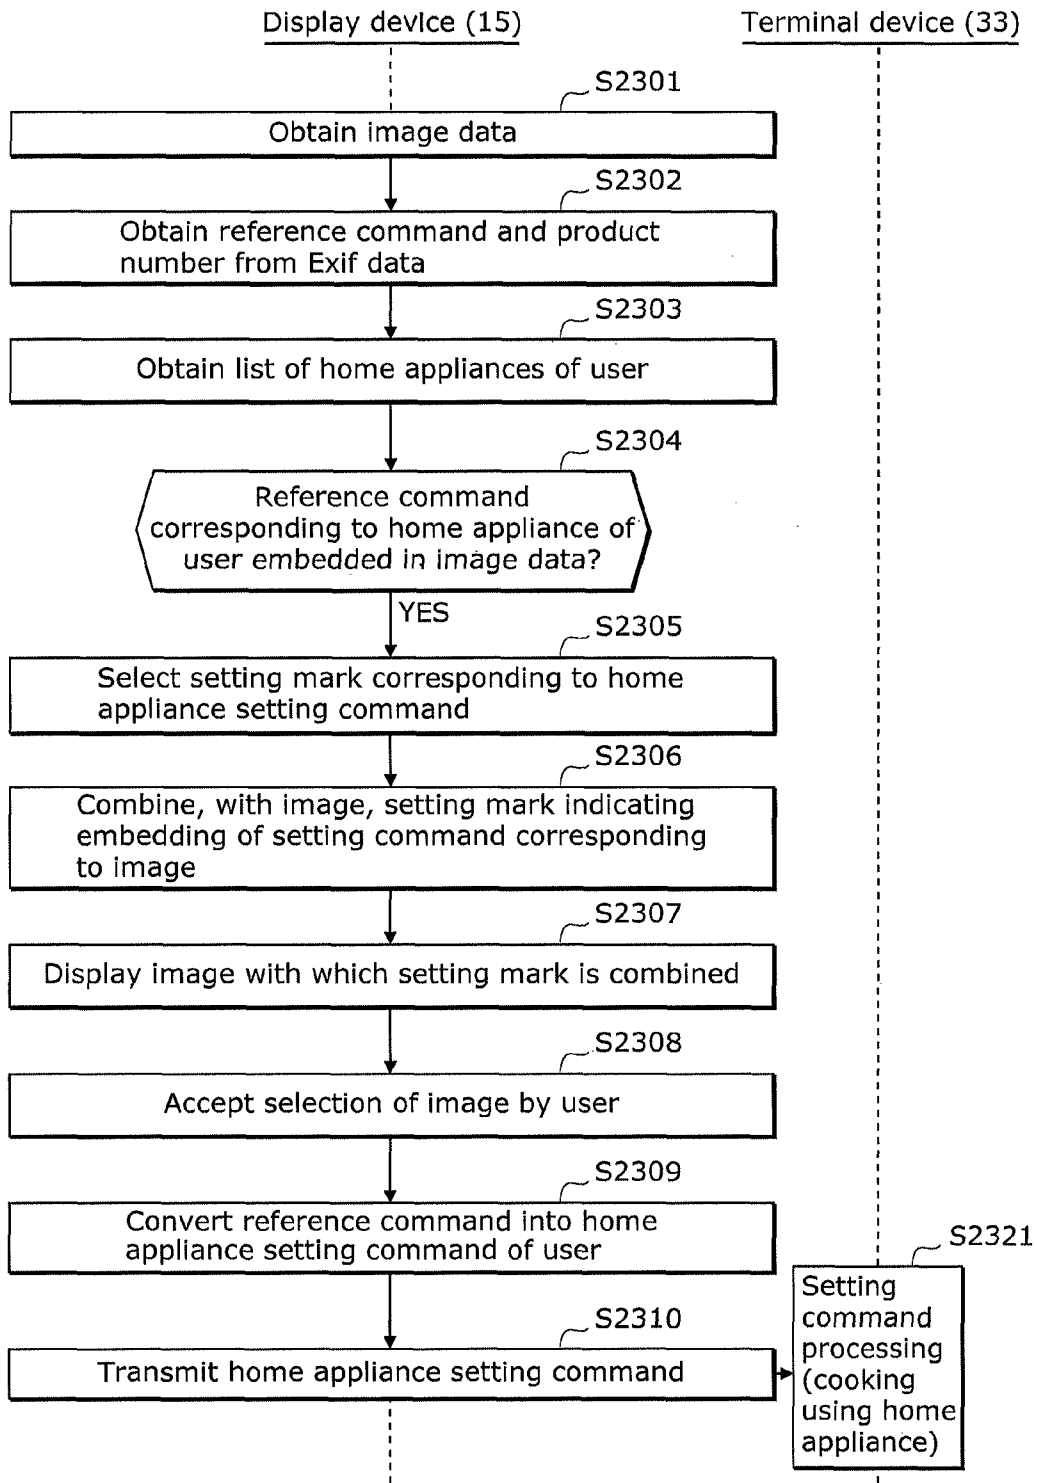 Display device (15)
Terminal device (33)
S2301
Obtain image data
S2302
Obtain reference command and product
number from Exif data
S2303
Obtain list of home appliances of user
S2304
Reference command
corresponding to home appliance of
user embedded in image data?
YES
S2305
Select setting mark corresponding to home
appliance setting command
S2306
Combine, with image, setting mark indicating
embedding of setting command corresponding
to image
S2307
Display image with which setting mark is combined
S2308
Accept selection of image by user
S2309
Convert reference command into home
appliance setting command of user
S2321
Setting
command
processing
(cooking
using home
appliance)
S2310
Transmit home appliance setting command